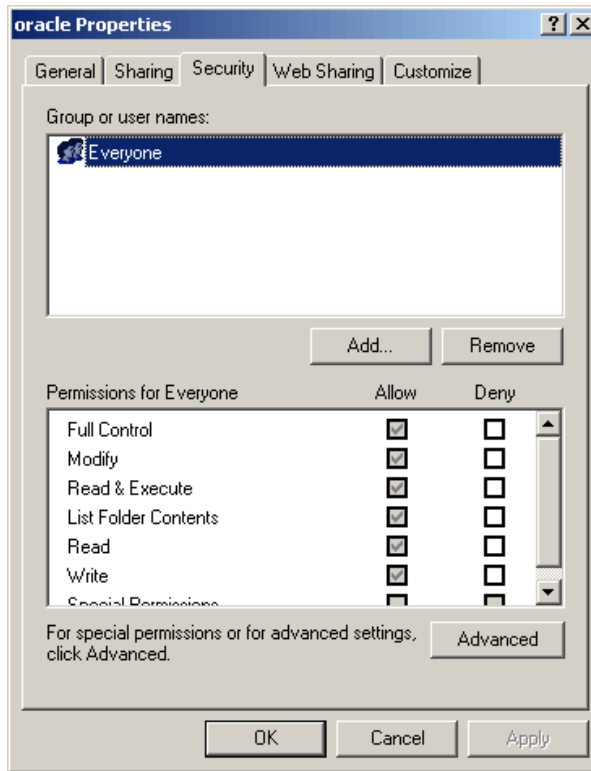 oracle Properties
General Sharing Security Web Sharing Customize
Group or user names:
Everyone
Add... Remove
Permissions for Everyone Allow Deny
Full Control
Modify
Read & Execute
List Folder Contents
Read
Write
Special Permissions
For special permissions or for advanced settings, click Advanced.
Advanced
OK Cancel Apply